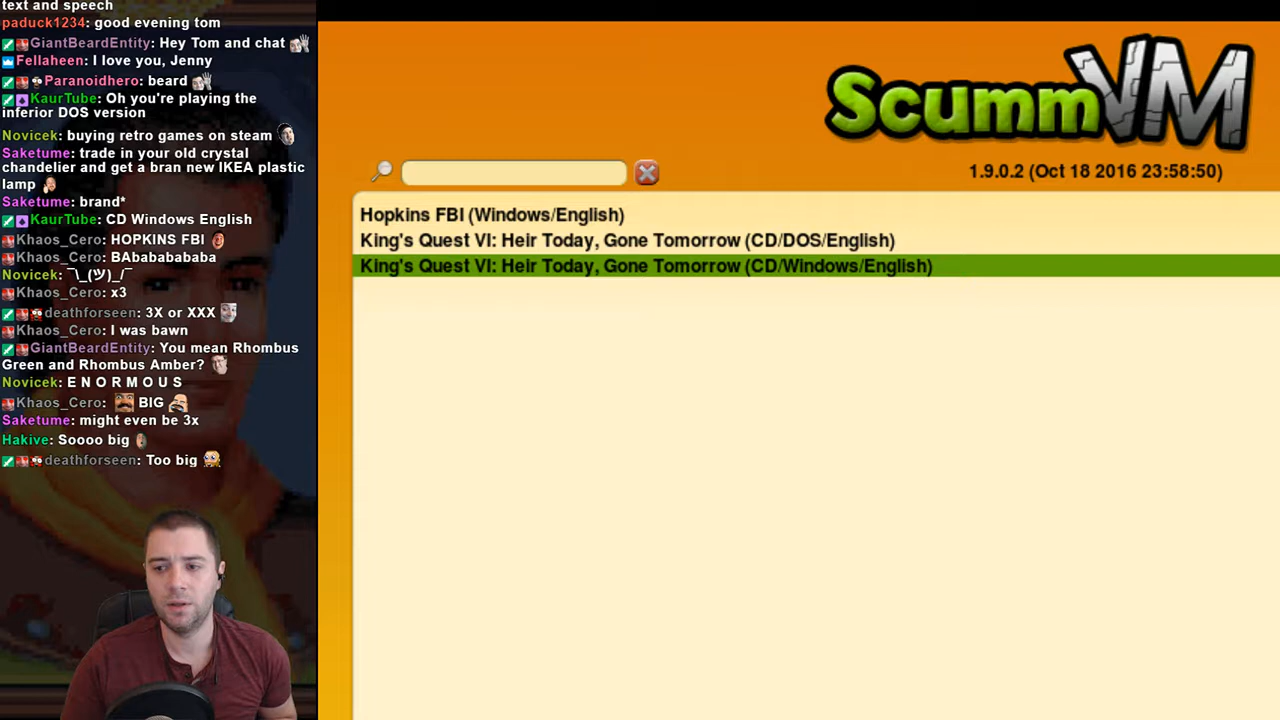 text and speech
paduck1234: good evening tom
GiantBeardEntity: Hey Tom and chat
Fellaheen: I love you, Jenny
Paranoidhero: beard
KaurTube: Oh you're playing the
inferior DOS version
Novicek: buying retro games on steam
Saketume: trade in your old crystal
chandelier and get a bran new IKEA plastic
lamp
Saketume: brand*
KaurTube: CD Windows English
Khaos_Cero: HOPKINS FBI
Khaos_Cero: BAbababababa
Novicek: ¯\_(ツ)_/¯
Khaos_Cero: x3
deathforseen: 3X or XXX
Khaos_Cero: I was bawn
GiantBeardEntity: You mean Rhombus
Green and Rhombus Amber?
Novicek: E N O R M O U S
Khaos_Cero: BIG
Saketume: might even be 3x
Hakive: Soooo big
deathforseen: Too big
ScummVM
1.9.0.2 (Oct 18 2016 23:58:50)
Hopkins FBI (Windows/English)
King's Quest VI: Heir Today, Gone Tomorrow (CD/DOS/English)
King's Quest VI: Heir Today, Gone Tomorrow (CD/Windows/English)